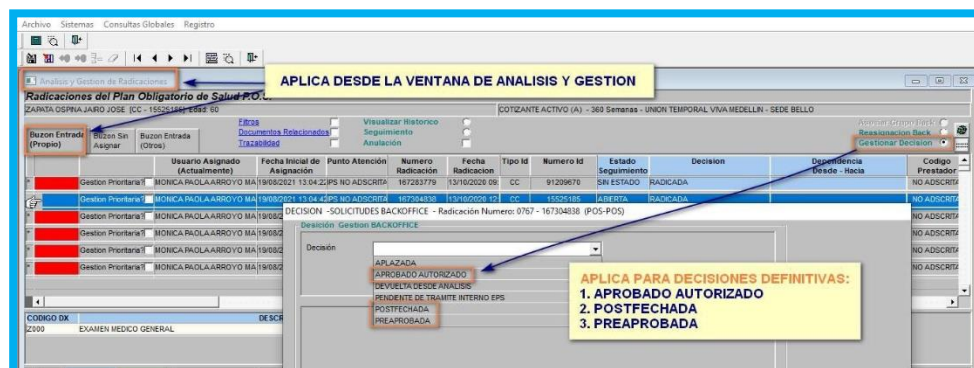 Archivo Sistemas Consultas Globales Registro
Analisis y Gestion de Radicaciones
APLICA DESDE LA VENTANA DE ANALISIS Y GESTION
Radicaciones del Plan Obligatorio de Salud P.O.S.
ZAPATA OSPINA JAIRO JOSE [CC - 15525185] Edad: 60
COTIZANTE ACTIVO (A) - 360 Semanas - UNION TEMPORAL VIVA MEDELLIN - SEDE BELLO
Buzon Entrada (Propio)
Buzon Sin Asignar
Buzon Entrada (Otros)
Filtros
Documentos Relacionados
Trazabilidad
Visualizar Historico
Seguimiento
Anulación
Reasignacion Back
Gestionar Decision
Usuario Asignado (Actualmente) Fecha Inicial de Asignación Punto Atención Numero Radicación Fecha Radicacion Tipo Id Numero Id Estado Seguimiento Decision Dependencia Desde - Hacia Codigo Prestador
Gestion Prioritaria? MONICA PAOLA ARROYO MA 19/08/2021 13:04:22 IPS NO ADSCRITA 167283779 13/10/2020 09: CC 91209670 SIN ESTADO RADICADA NO ADSCRITA
Gestion Prioritaria? MONICA PAOLA ARROYO MA 19/08/2021 13:04:42 IPS NO ADSCRITA 167304838 13/10/2020 12: CC 15525185 ABIERTA RADICADA NO ADSCRITA
Gestion Prioritaria? MONICA PAOLA ARROYO MA 19/08/2 NO ADSCRITA
Gestion Prioritaria? MONICA PAOLA ARROYO MA 19/08/2 NO ADSCRITA
Gestion Prioritaria? MONICA PAOLA ARROYO MA 19/08/2 NO ADSCRITA
Gestion Prioritaria? MONICA PAOLA ARROYO MA 19/08/2 NO ADSCRITA
DECISION -SOLICITUDES BACKOFFICE - Radicación Numero: 0767 - 167304838 (POS-POS)
Desición Gestion BACKOFFICE
Decisión
APLAZADA
APROBADO AUTORIZADO
DEVUELTA DESDE ANALISIS
PENDIENTE DE TRAMITE INTERNO EPS
POSTFECHADA
PREAPROBADA
APLICA PARA DECISIONES DEFINITIVAS:
1. APROBADO AUTORIZADO
2. POSTFECHADA
3. PREAPROBADA
CODIGO DX DESCR
Z000 EXAMEN MEDICO GENERAL